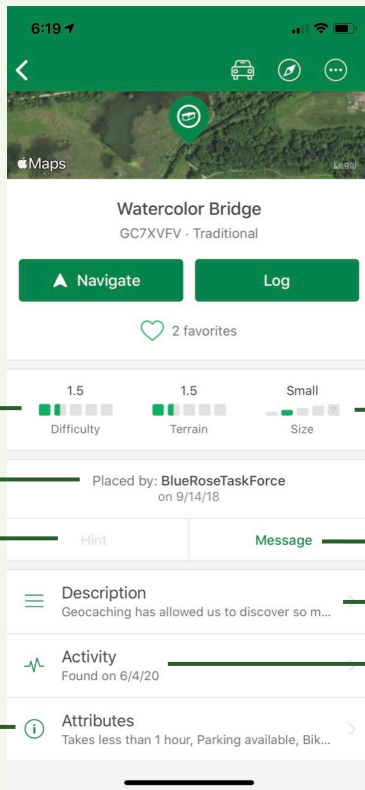 6:19
Maps
Legal
Watercolor Bridge
GC7XVFV · Traditional
Navigate
Log
2 favorites
1.5
1.5
Small
?
Difficulty
Terrain
Size
Placed by: BlueRoseTaskForce
on 9/14/18
Hint
Message
Description
Geocaching has allowed us to discover so m...
Activity
Found on 6/4/20
Attributes
Takes less than 1 hour, Parking available, Bik...